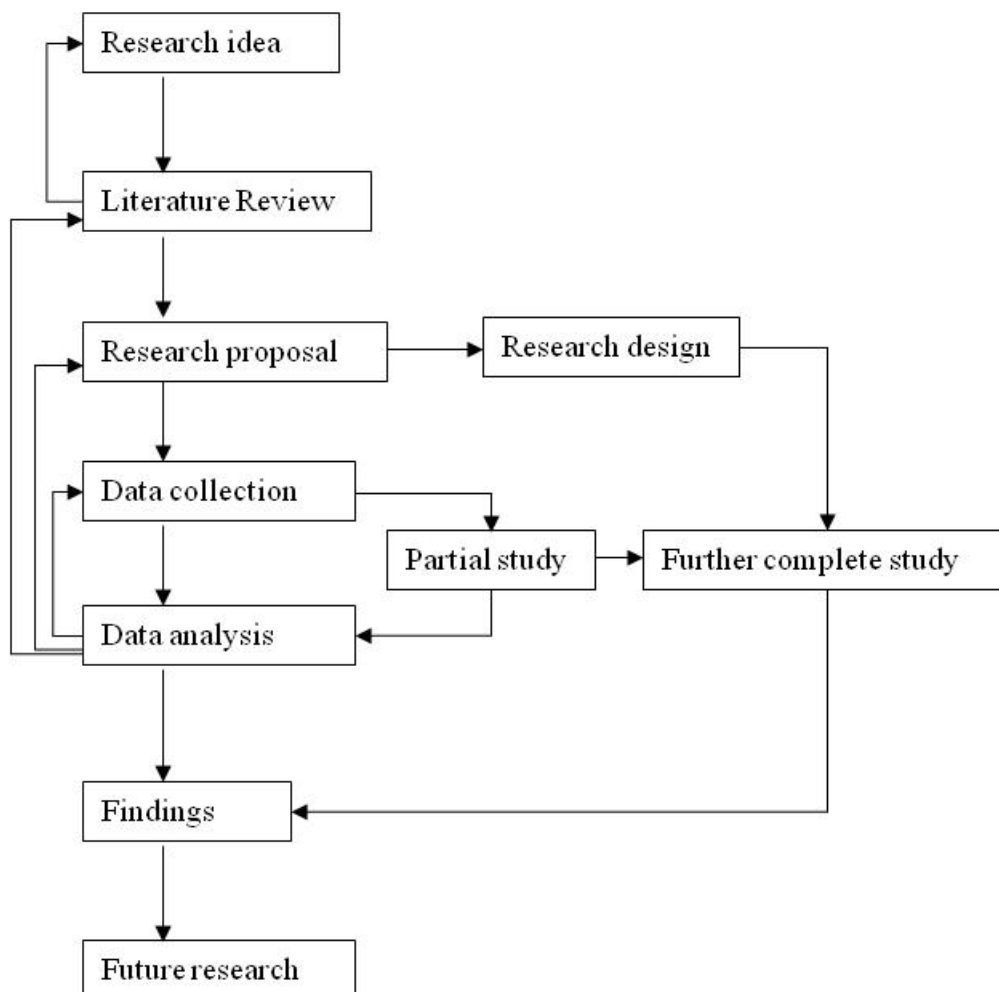 Research idea
Literature Review
Research proposal
Research design
Data collection
Partial study
Further complete study
Data analysis
Findings
Future research